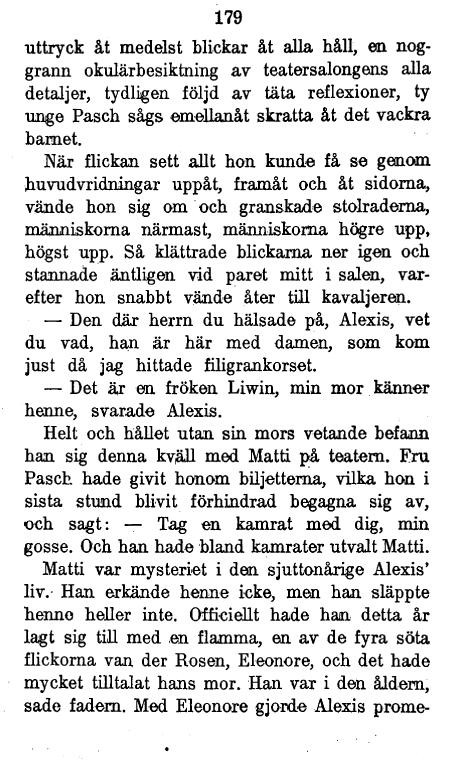 179
uttryck åt medelst blickar åt alla håll, en nog-
grann okulärbesiktning av teatersalongens alla
detaljer, tydligen följd av täta reflexioner, ty
unge Pasch sågs emellanåt skratta åt det vackra
barnet.
När flickan sett allt hon kunde få se genom
huvudvridningar uppåt, framåt och åt sidorna,
vände hon sig om och granskade stolraderna,
människorna närmast, människorna högre upp,
högst upp. Så klättrade blickarna ner igen och
stannade äntligen vid paret mitt i salen, var-
efter hon snabbt vände åter till kavaljeren.
— Den där herrn du hälsade på, Alexis, vet
du vad, han är här med damen, som kom
just då jag hittade filigrankorset.
— Det är en fröken Liwin, min mor känner
henne, svarade Alexis.
Helt och hållet utan sin mors vetande befann
han sig denna kväll med Matti på teatern. Fru
Pasch hade givit honom biljetterna, vilka hon i
sista stund blivit förhindrad begagna sig av,
och sagt: — Tag en kamrat med dig, min
gosse. Och han hade bland kamrater utvalt Matti.
Matti var mysteriet i den sjuttonårige Alexis'
liv. Han erkände henne icke, men han släppte
henne heller inte. Officiellt hade han detta år
lagt sig till med en flamma, en av de fyra söta
flickorna van der Rosen, Eleonore, och det hade
mycket tilltalat hans mor. Han var i den åldern,
sade fadern. Med Eleonore gjorde Alexis prome-